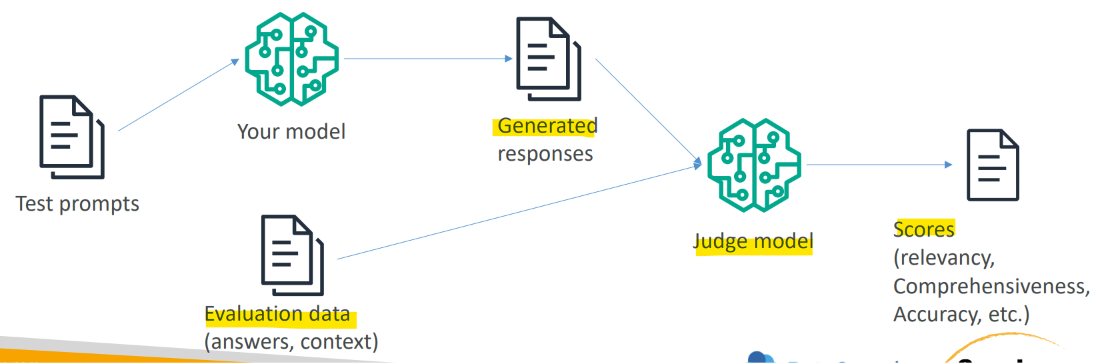 Your model
Generated
responses
Test prompts
Judge model
Scores
(relevancy,
Comprehensiveness,
Accuracy, etc.)
Evaluation data
(answers, context)